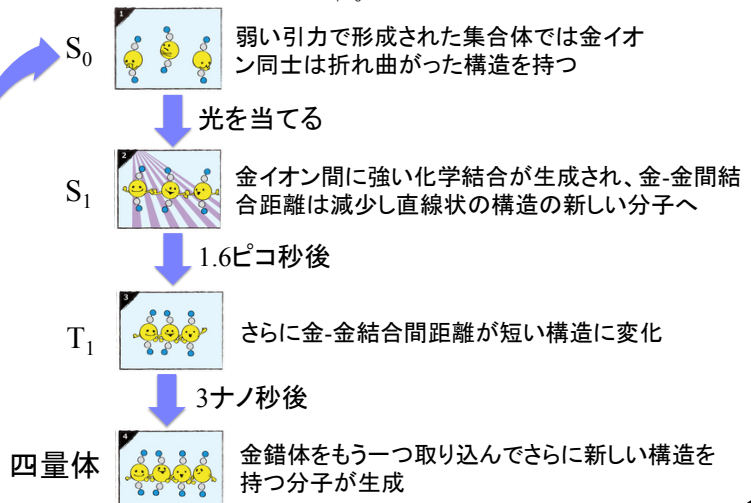 1
S0
弱い引力で形成された集合体では金イオ
ン同士は折れ曲がった構造を持つ
光を当てる
2
S1
金イオン間に強い化学結合が生成され、金-金間結
合距離は減少し直線状の構造の新しい分子へ
1.6ピコ秒後
3
T1
さらに金-金結合間距離が短い構造に変化
3ナノ秒後
4
四量体
金錯体をもう一つ取り込んでさらに新しい構造を
持つ分子が生成